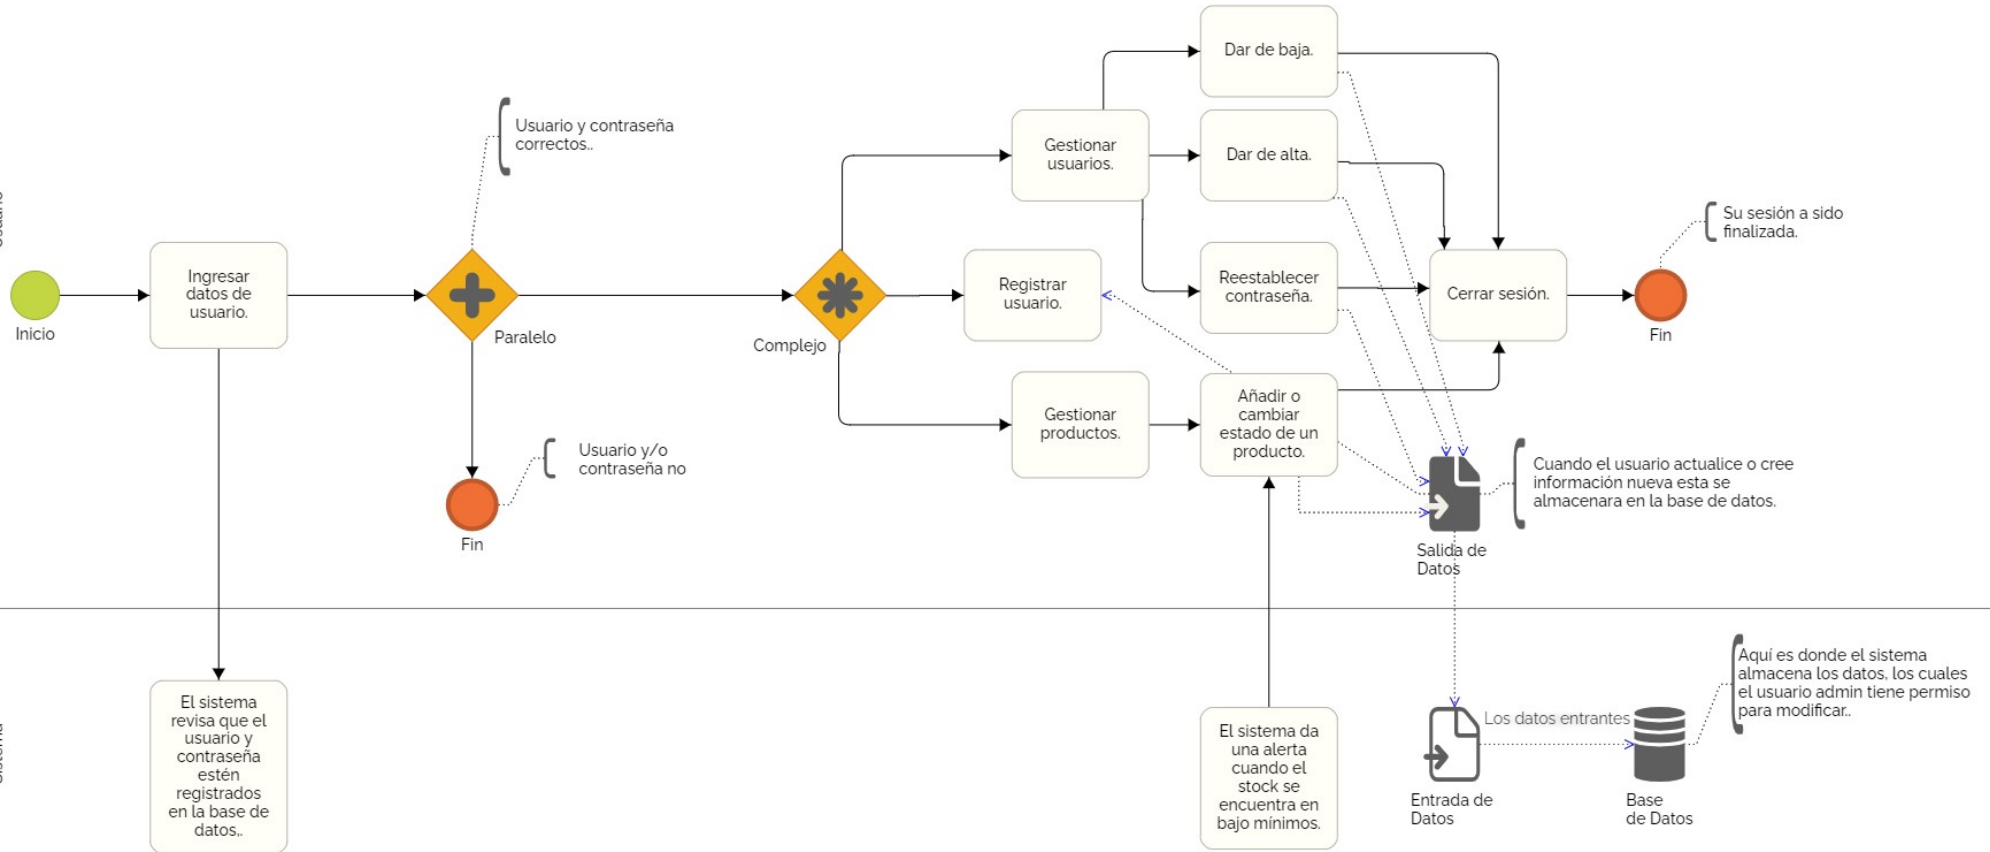 Usuario
Inicio
Ingresar
datos de
usuario.
Usuario y contraseña
correctos..
Paralelo
Usuario y/o
contraseña no
Fin
Complejo
Gestionar
usuarios.
Registrar
usuario.
Gestionar
productos.
Dar de baja.
Dar de alta.
Reestablecer
contraseña.
Añadir o
cambiar
estado de un
producto.
Cerrar sesión.
Su sesión a sido
finalizada.
Fin
Cuando el usuario actualice o cree
información nueva esta se
almacenara en la base de datos.
Salida de
Datos
Sistema
El sistema
revisa que el
usuario y
contraseña
estén
registrados
en la base de
datos,.
El sistema da
una alerta
cuando el
stock se
encuentra en
bajo mínimos.
Los datos entrantes
Entrada de
Datos
Base
de Datos
Aquí es donde el sistema
almacena los datos, los cuales
el usuario admin tiene permiso
para modificar..